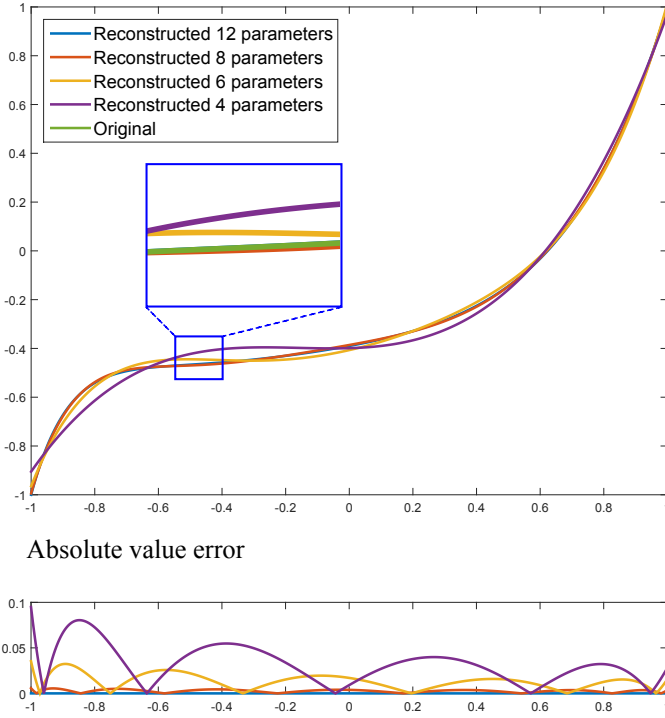 1
Reconstructed 12 parameters
Reconstructed 8 parameters
Reconstructed 6 parameters
Reconstructed 4 parameters
Original
0.8
0.6
0.4
0.2
0
-0.2
-0.4
-0.6
-0.8
-1
-1 -0.8 -0.6 -0.4 -0.2 0 0.2 0.4 0.6 0.8
Absolute value error
0.1
0.05
0
-1 -0.8 -0.6 -0.4 -0.2 0 0.2 0.4 0.6 0.8